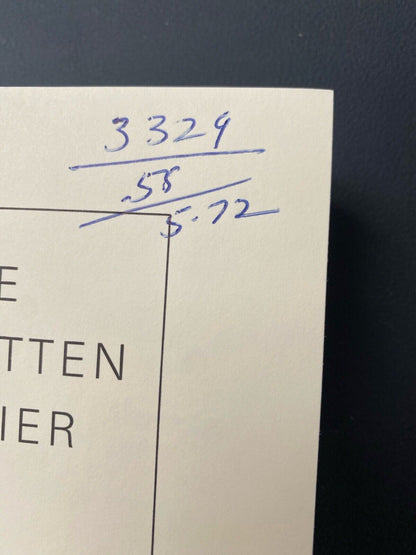 3329
.58
5.72
E
TTEN
IER